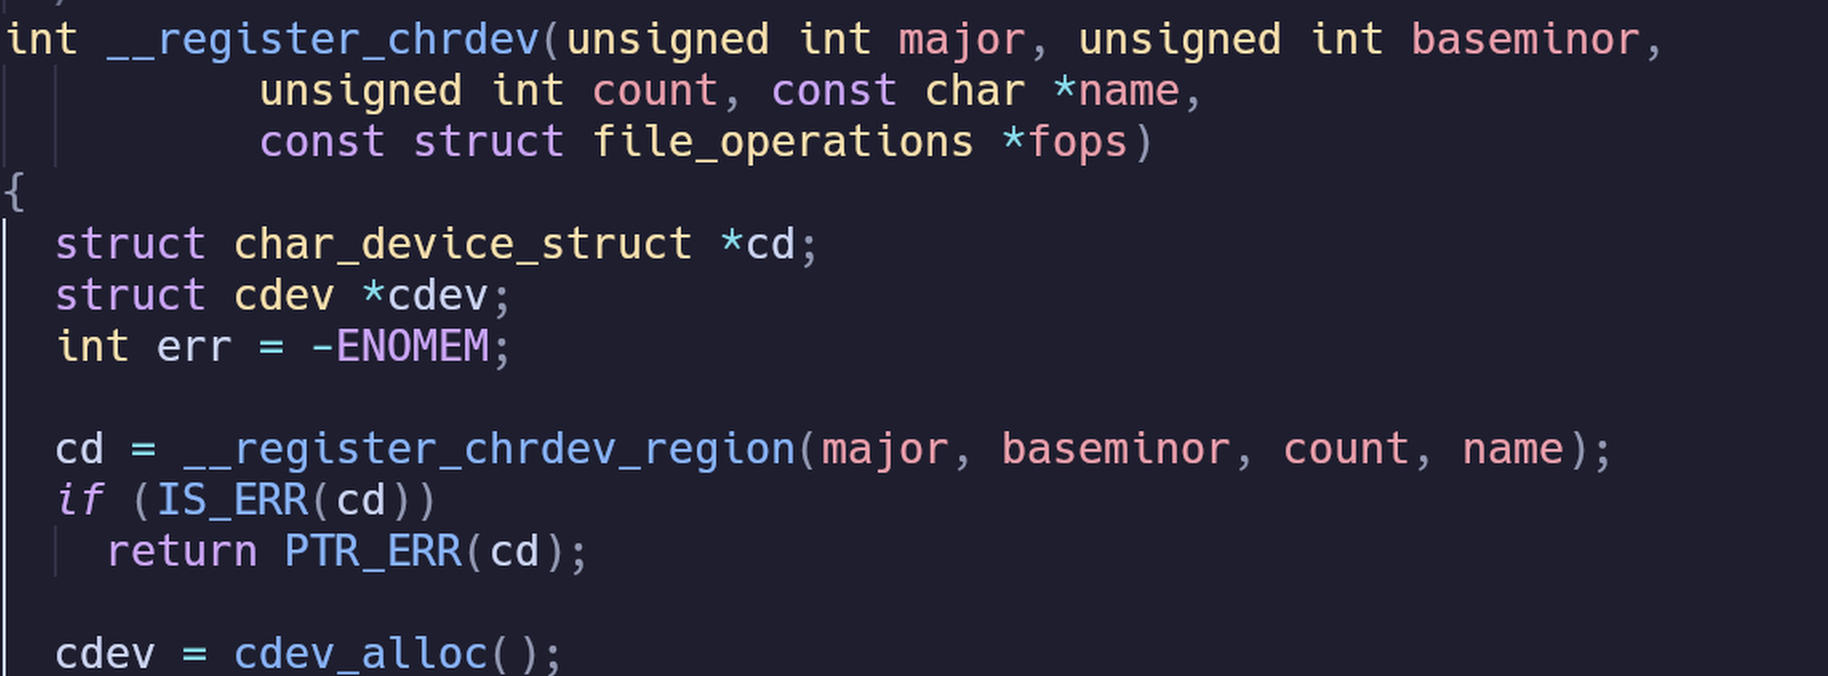 int __register_chrdev(unsigned int major, unsigned int baseminor,
unsigned int count, const char *name,
const struct file_operations *fops)
{
struct char_device_struct *cd;
struct cdev *cdev;
int err = -ENOMEM;
cd = __register_chrdev_region(major, baseminor, count, name);
if (IS_ERR(cd))
return PTR_ERR(cd);
cdev = cdev_alloc();